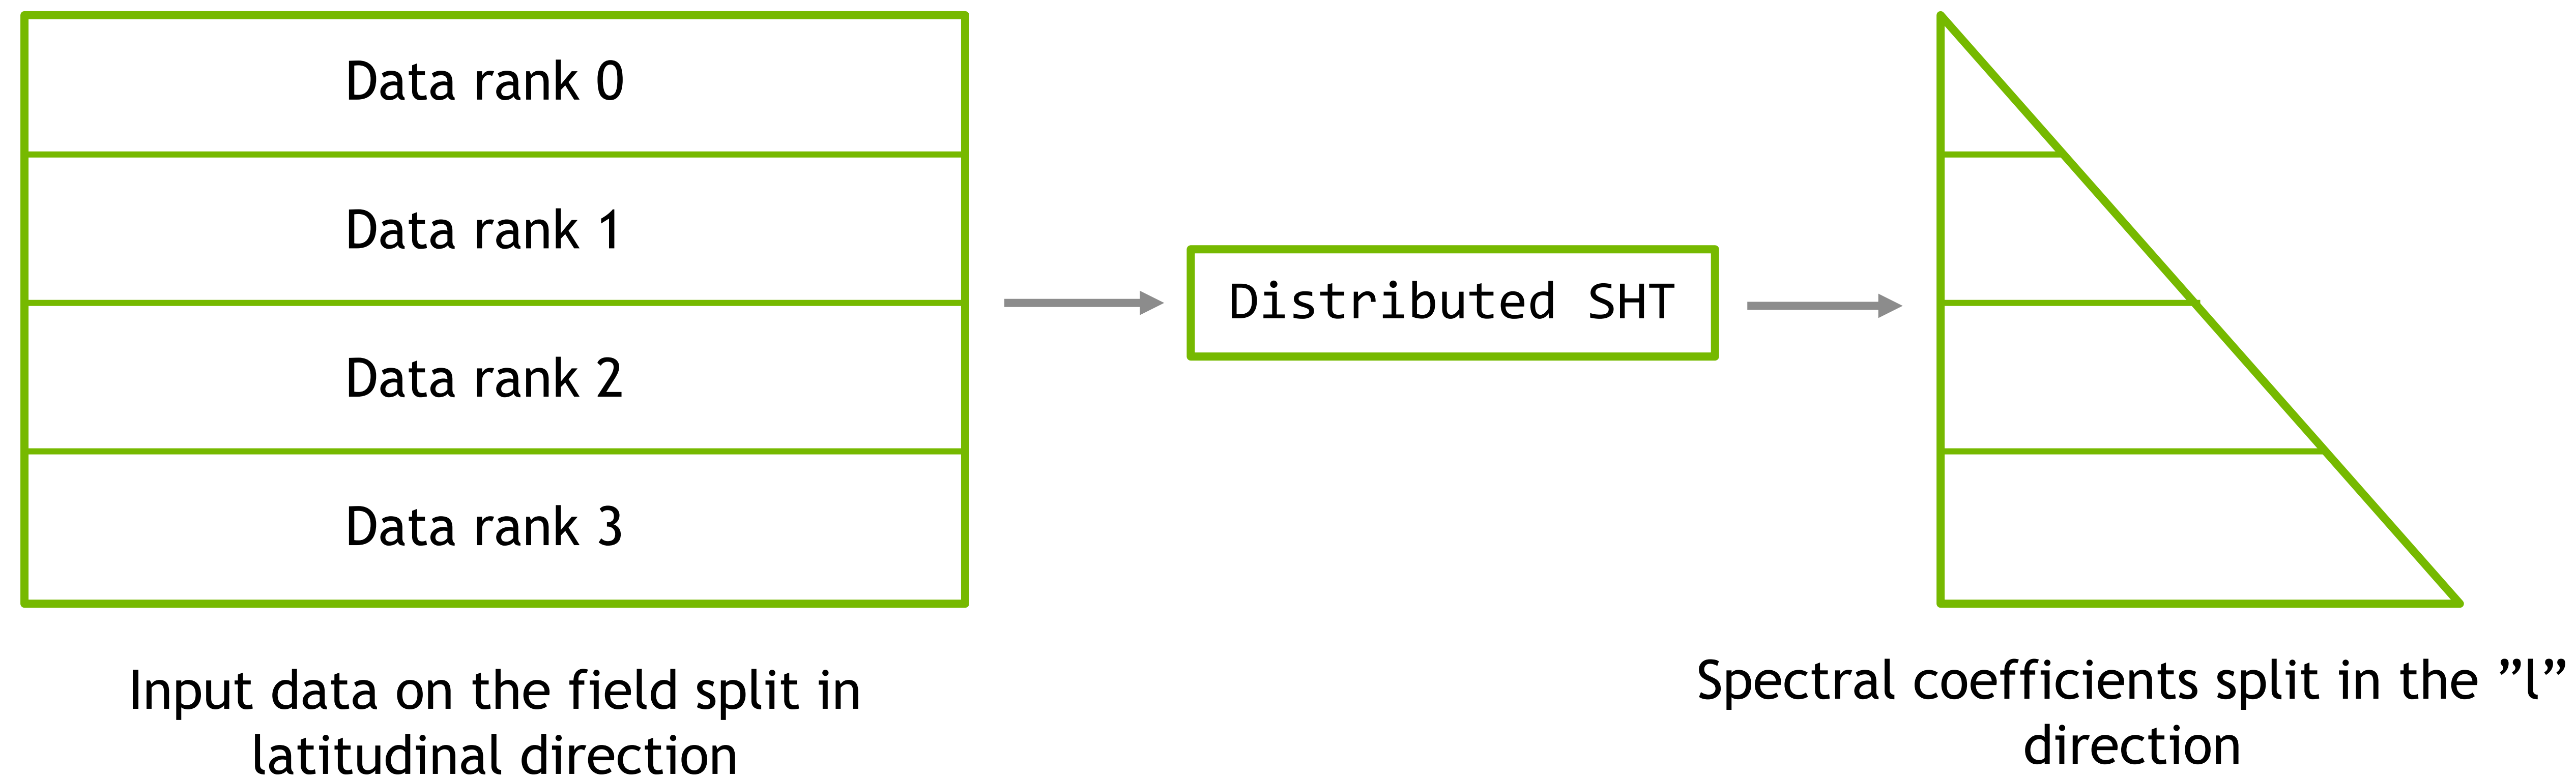 Data rank 0
Data rank 1
Data rank 2
Data rank 3
Distributed SHT
Input data on the field split in
latitudinal direction
Spectral coefficients split in the ”l”
direction